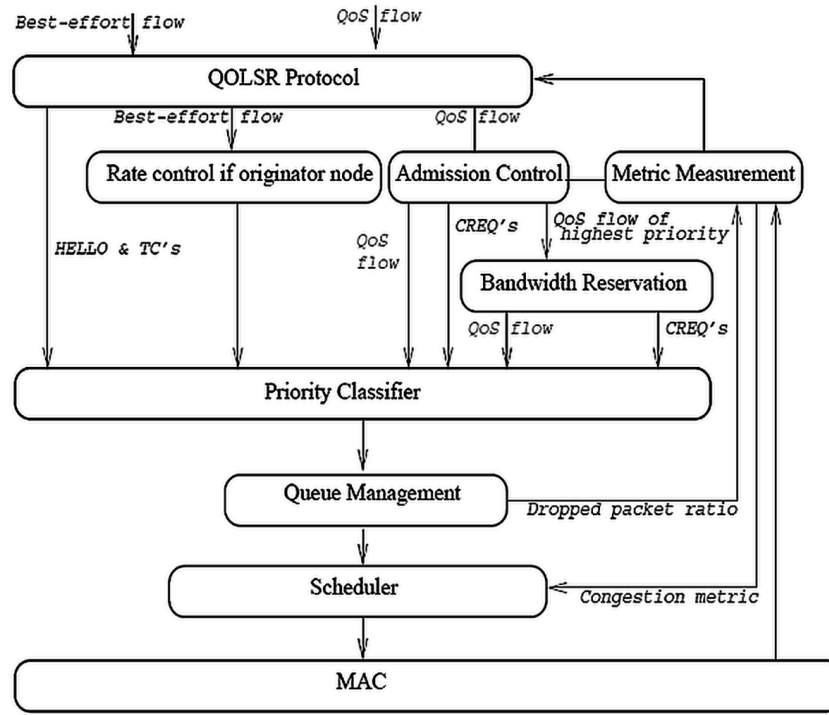 Best-effort flow
QoS flow
QOLSR Protocol
Best-effort flow
QoS flow
Rate control if originator node
Admission Control
Metric Measurement
HELLO & TC's
QoS
flow
CREQ's
QoS flow of
highest priority
Bandwidth Reservation
QoS flow
CREQ's
Priority Classifier
Queue Management
Dropped packet ratio
Scheduler
Congestion metric
MAC